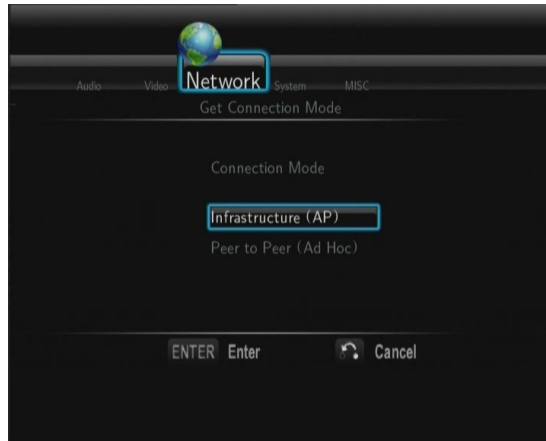 Audio Video Network System MISC
Get Connection Mode
Connection Mode
Infrastructure (AP)
Peer to Peer (Ad Hoc)
ENTER Enter Cancel